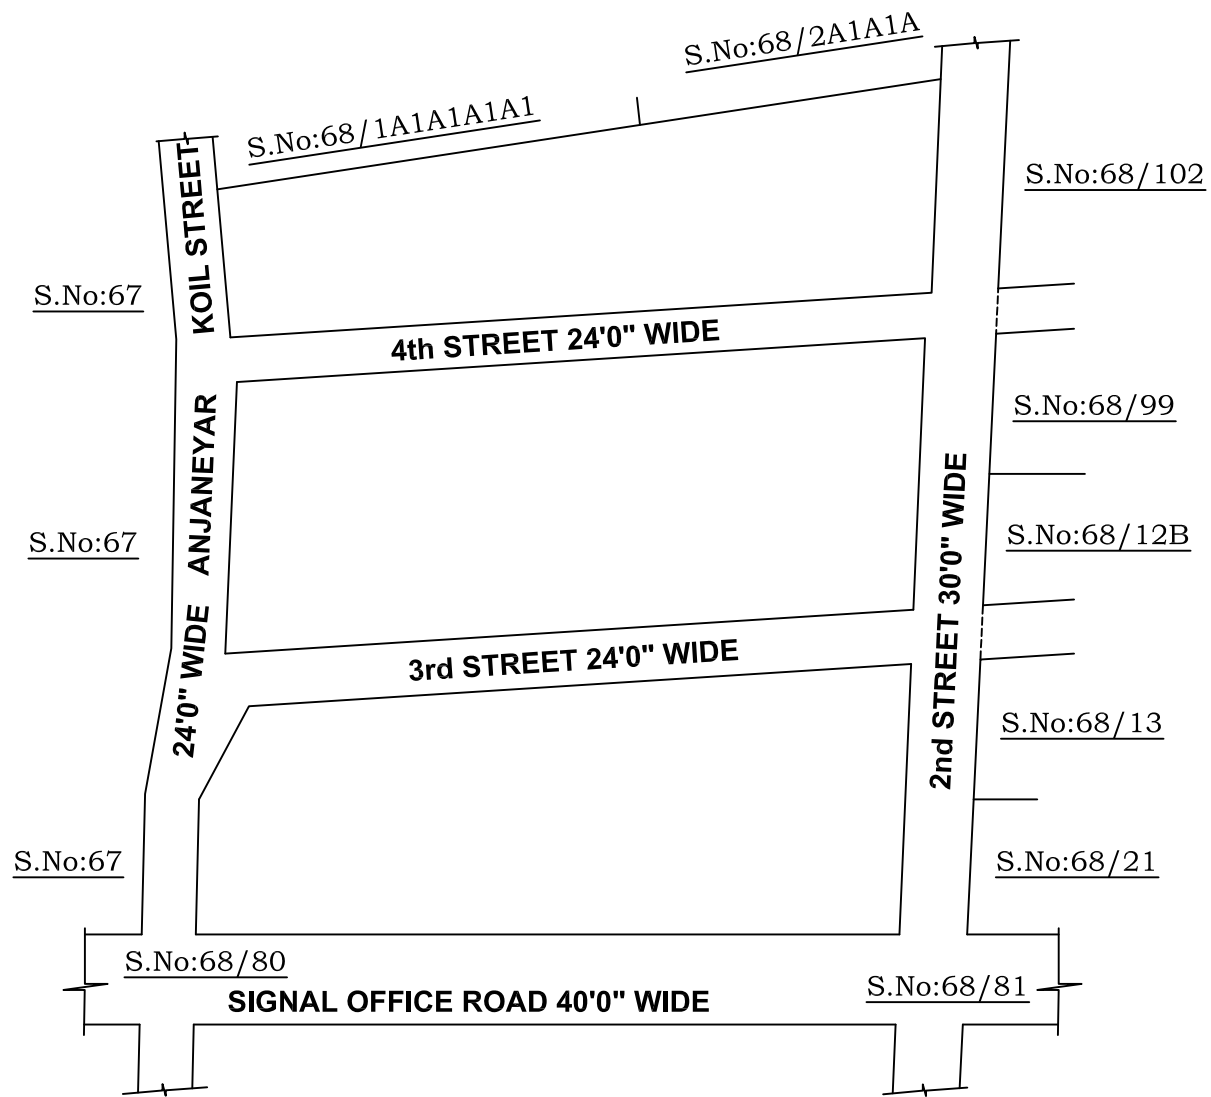 S.No:68/2A1A1A
S.No:68/1A1A1A1A1
S.No:68/102
S.No:67
4th STREET 24'0" WIDE
S.No:68/99
24'0" WIDE ANJANEYAR KOIL STREET
S.No:67
S.No:68/12B
2nd STREET 30'0" WIDE
3rd STREET 24'0" WIDE
S.No:68/13
S.No:67
S.No:68/21
S.No:68/80
S.No:68/81
SIGNAL OFFICE ROAD 40'0" WIDE